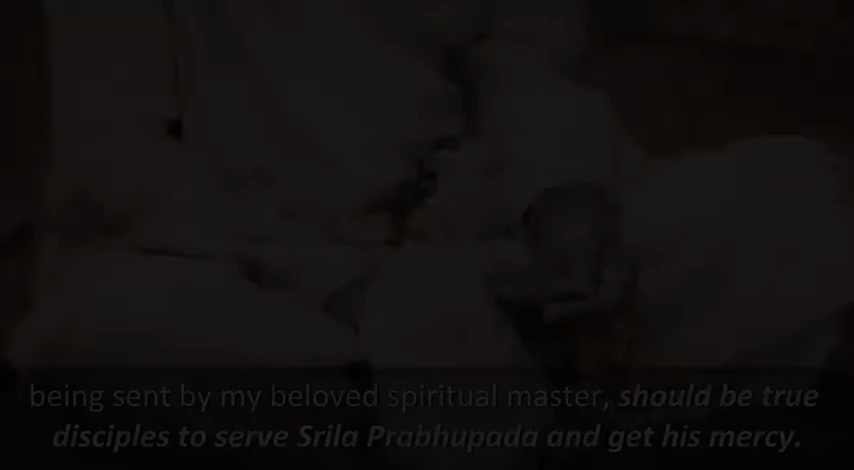 being sent by my beloved spiritual master, should be true
disciples to serve Srila Prabhupada and get his mercy.